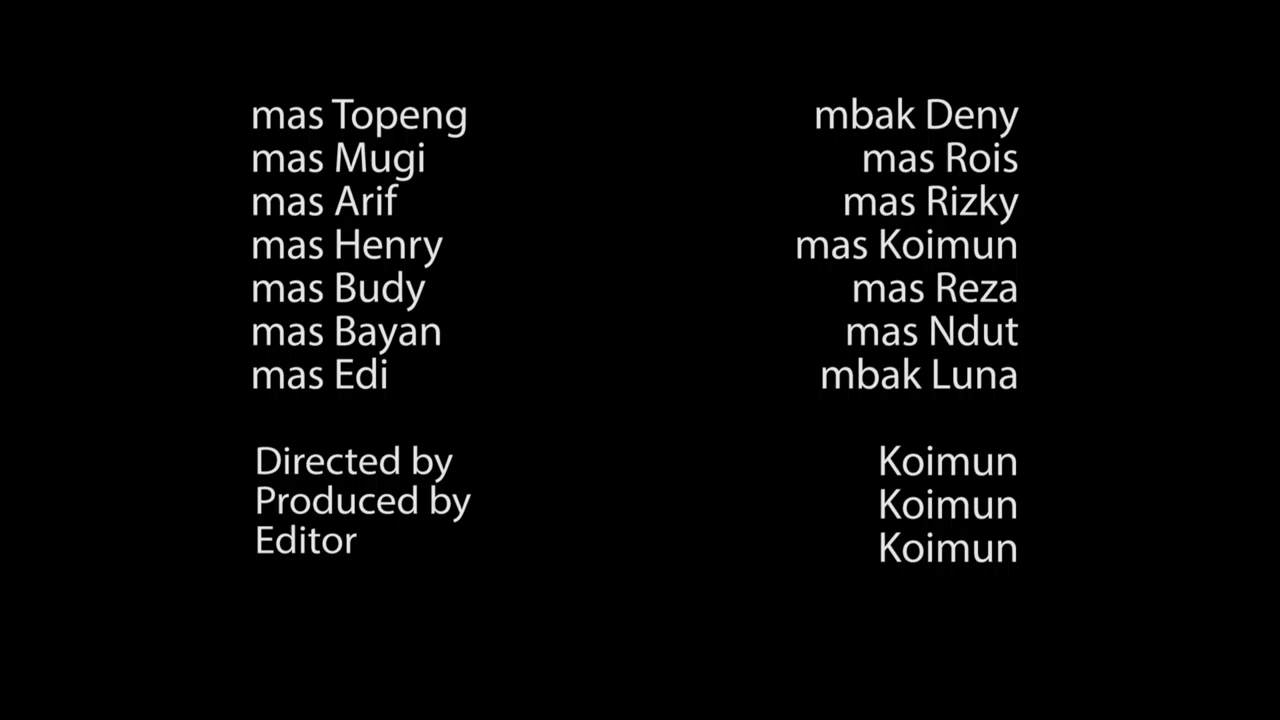 mas Topeng mbak Deny
mas Mugi mas Rois
mas Arif mas Rizky
mas Henry mas Koimun
mas Budy mas Reza
mas Bayan mas Ndut
mas Edi mbak Luna
Directed by Koimun
Produced by Koimun
Editor Koimun